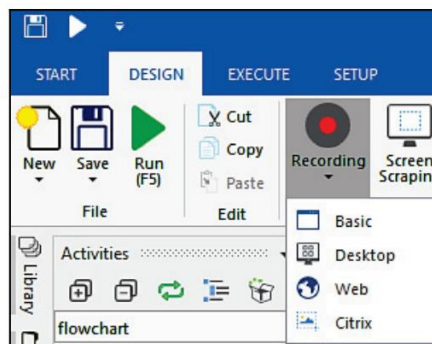 START DESIGN EXECUTE SETUP
New Save Run (F5)
Cut
Copy
Paste
File Edit
Recording
Screen
Basic
Desktop
Web
Citrix
Library
Activities
flowchart